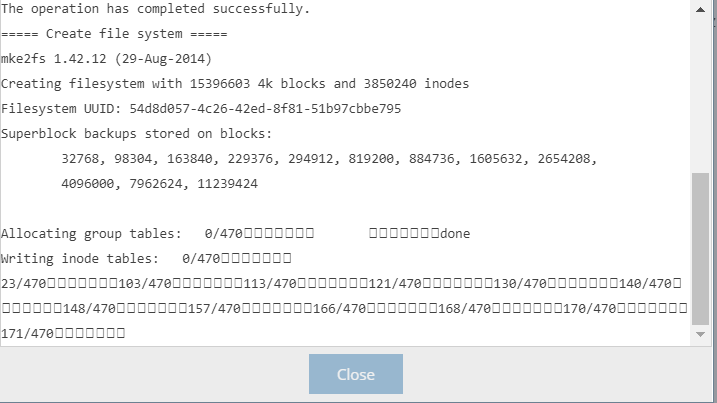 The operation has completed successfully.
===== Create file system =====
mke2fs 1.42.12 (29-Aug-2014)
Creating filesystem with 15396603 4k blocks and 3850240 inodes
Filesystem UUID: 54d8d057-4c26-42ed-8f81-51b97cbbe795
Superblock backups stored on blocks:
32768, 98304, 163840, 229376, 294912, 819200, 884736, 1605632, 2654208,
4096000, 7962624, 11239424
Allocating group tables:   0/470□□□□□□□       □□□□□□□done
Writing inode tables:   0/470□□□□□□□
23/470□□□□□□□103/470□□□□□□□113/470□□□□□□□121/470□□□□□□□130/470□□□□□□□140/470□
□□□□□□148/470□□□□□□□157/470□□□□□□□166/470□□□□□□□168/470□□□□□□□170/470□□□□□□□
171/470□□□□□□□
Close